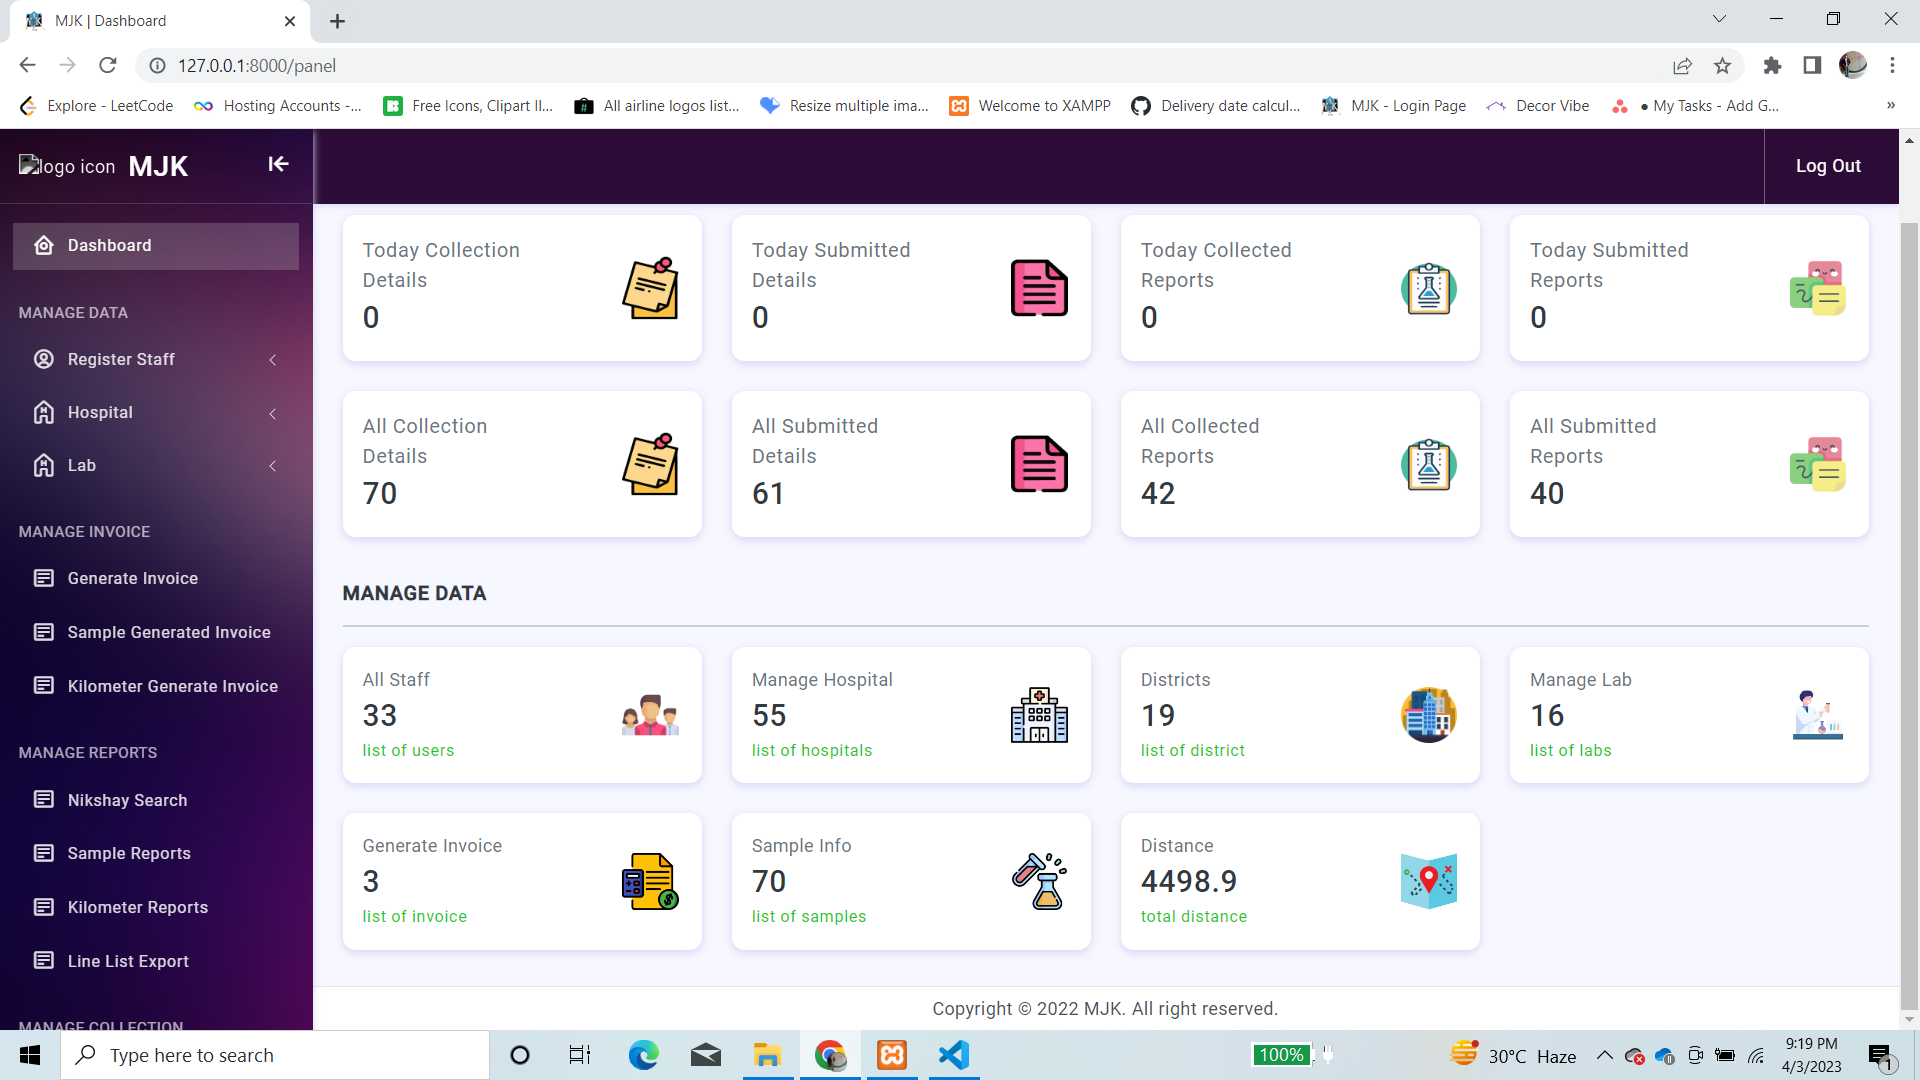 MJK | Dashboard
127.0.0.1:8000/panel
Explore - LeetCode
Hosting Accounts -...
Free Icons, Clipart Il...
All airline logos list...
Resize multiple ima...
Welcome to XAMPP
Delivery date calcul...
MJK - Login Page
Decor Vibe
• My Tasks - Add G...
»
logo icon
MJK
Log Out
Dashboard
MANAGE DATA
Register Staff
Hospital
Lab
MANAGE INVOICE
Generate Invoice
Sample Generated Invoice
Kilometer Generate Invoice
MANAGE REPORTS
Nikshay Search
Sample Reports
Kilometer Reports
Line List Export
MANAGE COLLECTION
Today Collection
Details
0
Today Submitted
Details
0
Today Collected
Reports
0
Today Submitted
Reports
0
All Collection
Details
70
All Submitted
Details
61
All Collected
Reports
42
All Submitted
Reports
40
MANAGE DATA
All Staff
33
list of users
Manage Hospital
55
list of hospitals
Districts
19
list of district
Manage Lab
16
list of labs
Generate Invoice
3
list of invoice
Sample Info
70
list of samples
Distance
4498.9
total distance
Copyright © 2022 MJK. All right reserved.
Type here to search
100%
30°C Haze
9:19 PM
4/3/2023
1